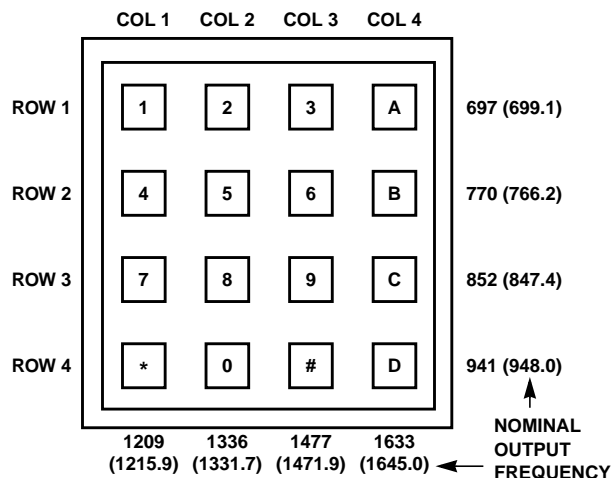 COL 1 COL 2 COL 3 COL 4
ROW 1 1 2 3 A 697 (699.1)
ROW 2 4 5 6 B 770 (766.2)
ROW 3 7 8 9 C 852 (847.4)
ROW 4 * 0 # D 941 (948.0)
1209 1336 1477 1633
(1215.9) (1331.7) (1471.9) (1645.0)
NOMINAL
OUTPUT
FREQUENCY